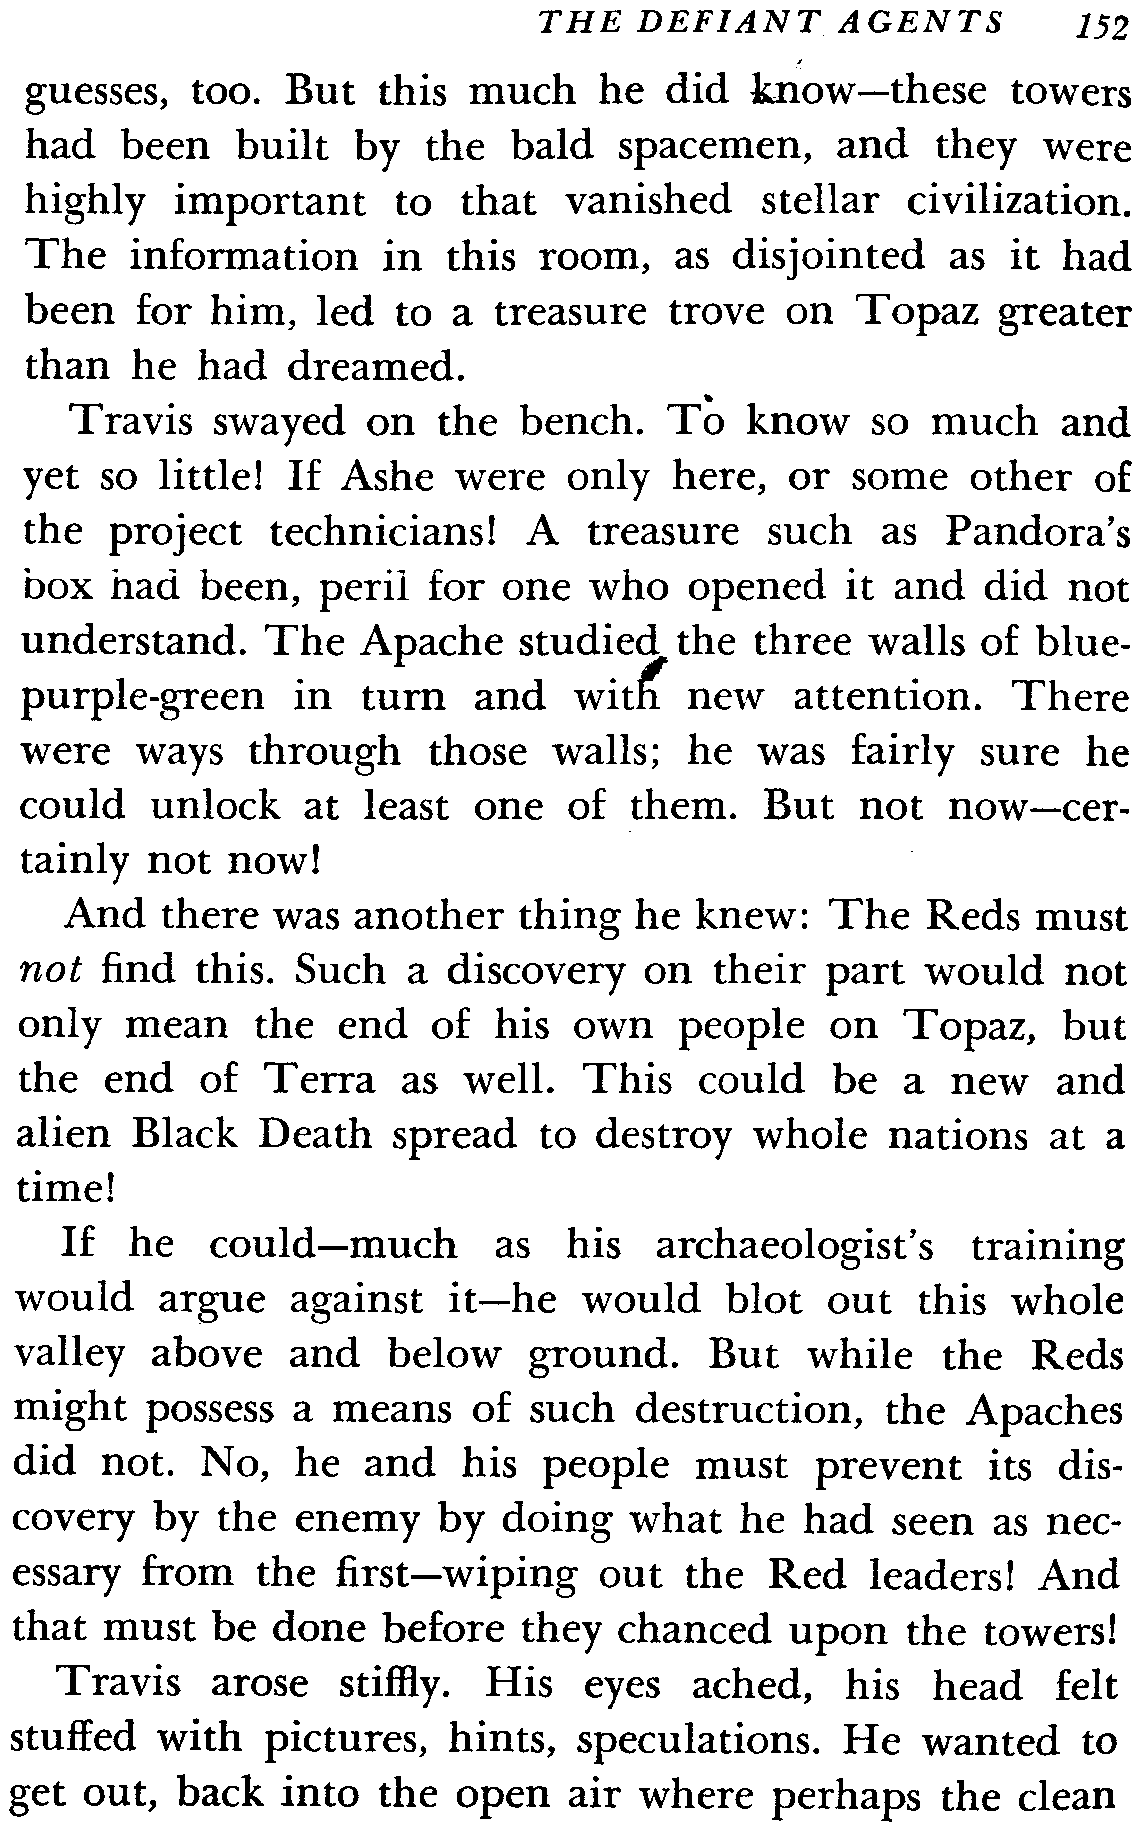 THE DEFIANT AGENTS 152
guesses, too. But this much he did know—these towers
had been built by the bald spacemen, and they were
highly important to that vanished stellar civilization.
The information in this room, as disjointed as it had
been for him, led to a treasure trove on Topaz greater
than he had dreamed.
Travis swayed on the bench. To know so much and
yet so little! If Ashe were only here, or some other of
the project technicians! A treasure such as Pandora's
box had been, peril for one who opened it and did not
understand. The Apache studied the three walls of blue-
purple-green in turn and with new attention. There
were ways through those walls; he was fairly sure he
could unlock at least one of them. But not now—cer-
tainly not now!
And there was another thing he knew: The Reds must
not find this. Such a discovery on their part would not
only mean the end of his own people on Topaz, but
the end of Terra as well. This could be a new and
alien Black Death spread to destroy whole nations at a
time!
If he could—much as his archaeologist's training
would argue against it—he would blot out this whole
valley above and below ground. But while the Reds
might possess a means of such destruction, the Apaches
did not. No, he and his people must prevent its dis-
covery by the enemy by doing what he had seen as nec-
essary from the first—wiping out the Red leaders! And
that must be done before they chanced upon the towers!
Travis arose stiffly. His eyes ached, his head felt
stuffed with pictures, hints, speculations. He wanted to
get out, back into the open air where perhaps the clean